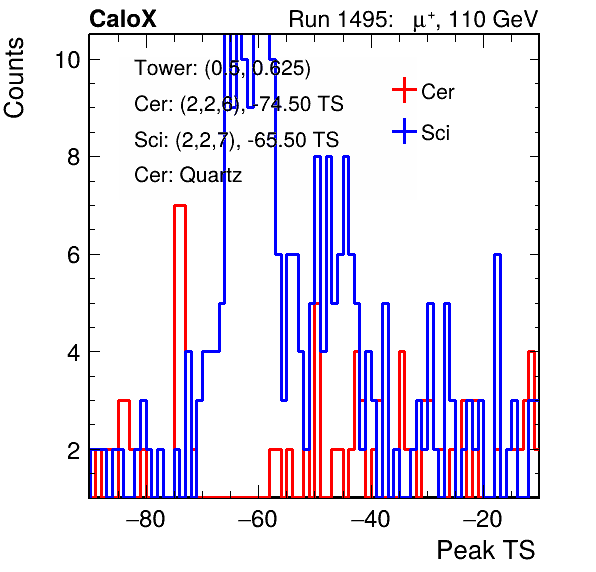 CaloX Run 1495: μ⁺, 110 GeV
Counts
10
8
6
4
2
Tower: (0.5, 0.625)
Cer: (2,2,6), -74.50 TS
Sci: (2,2,7), -65.50 TS
Cer: Quartz
Cer
Sci
−80 −60 −40 −20
Peak TS